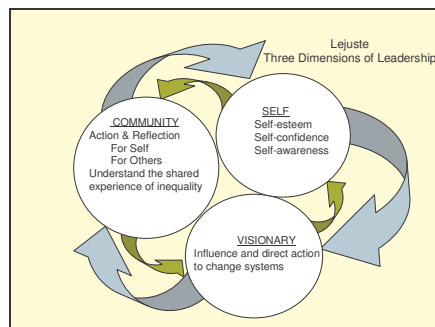 Lejuste
Three Dimensions of Leadership
SELF
Self-esteem
Self-confidence
Self-awareness
COMMUNITY
Action & Reflection
For Self
For Others
Understand the shared
experience of inequality
VISIONARY
Influence and direct action
to change systems